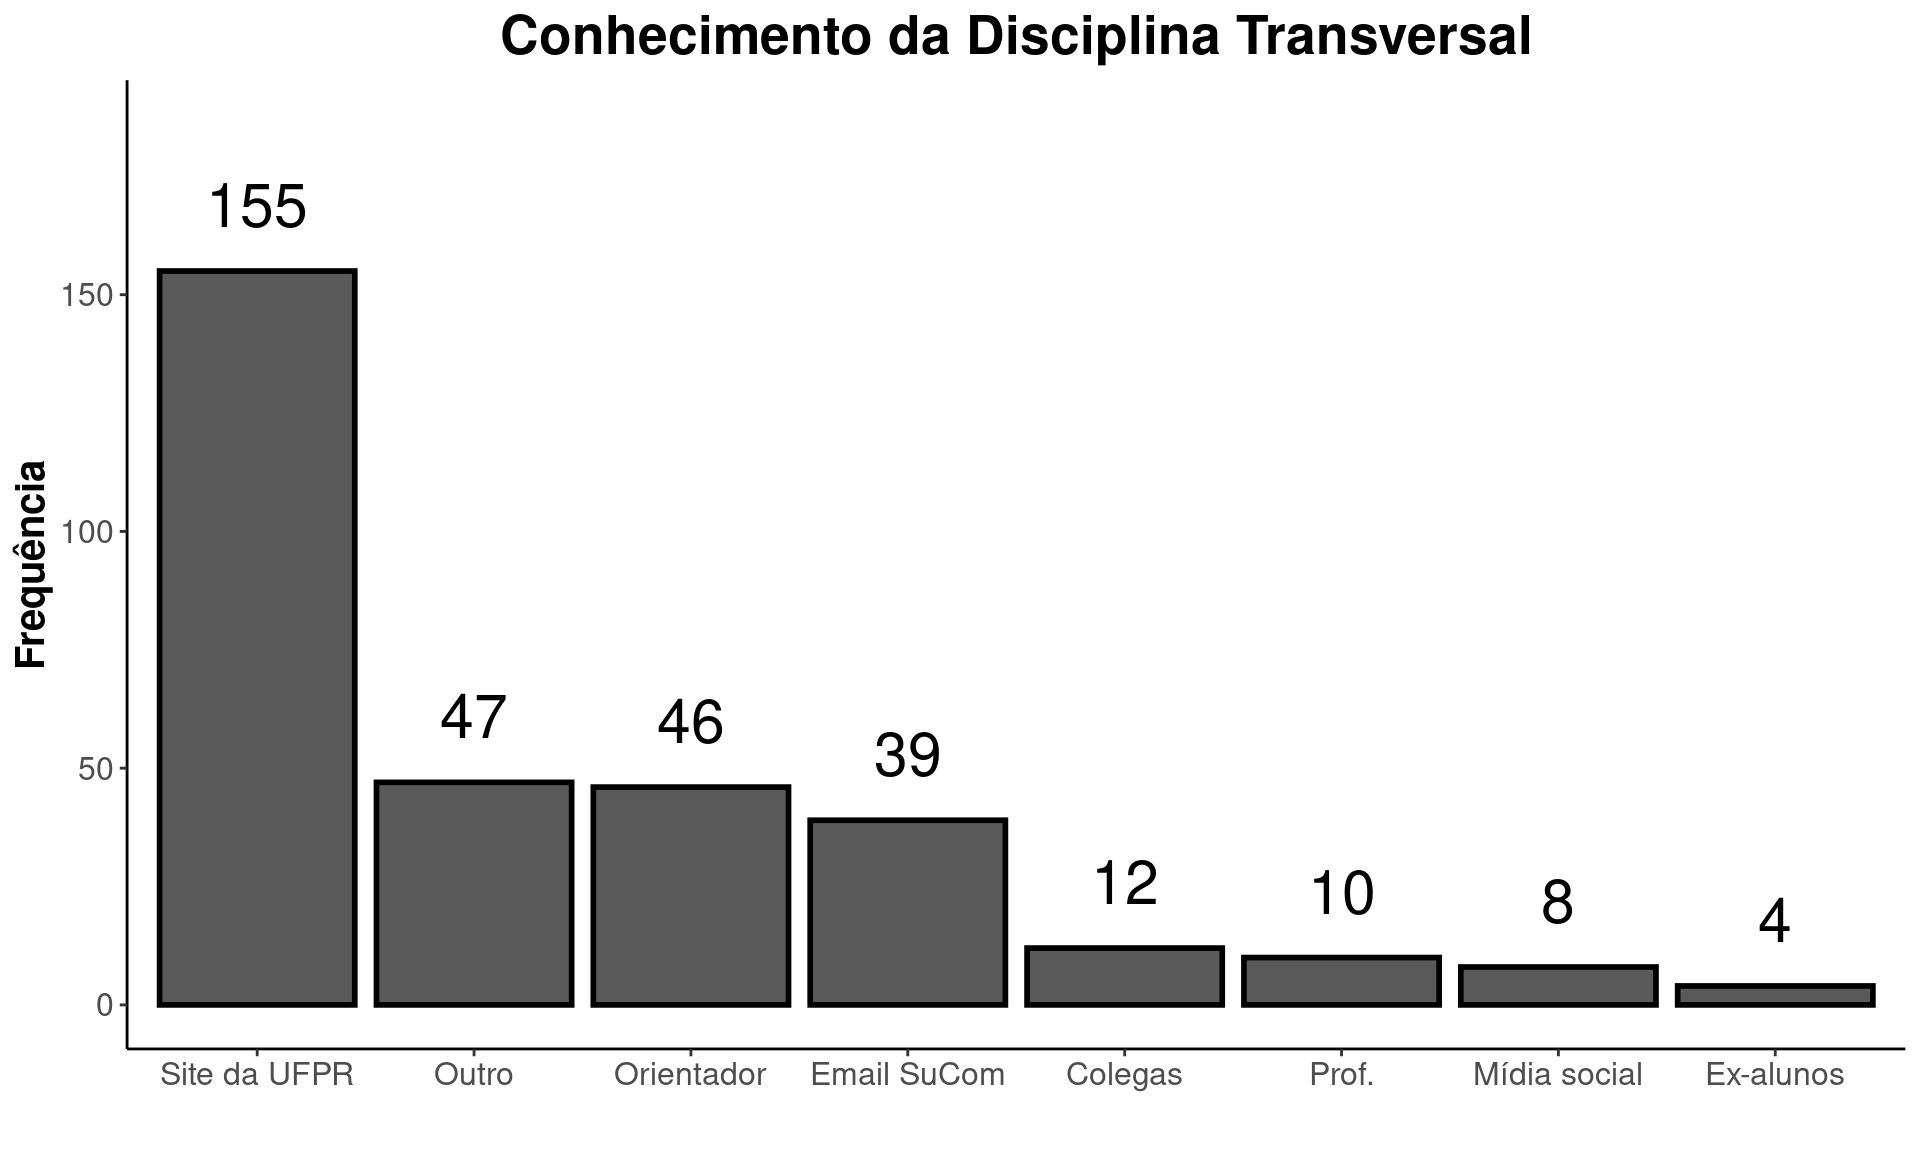 Conhecimento da Disciplina Transversal
Frequência
150
100
50
0
155
47
46
39
12
10
8
4
Site da UFPR
Outro
Orientador
Email SuCom
Colegas
Prof.
Mídia social
Ex-alunos